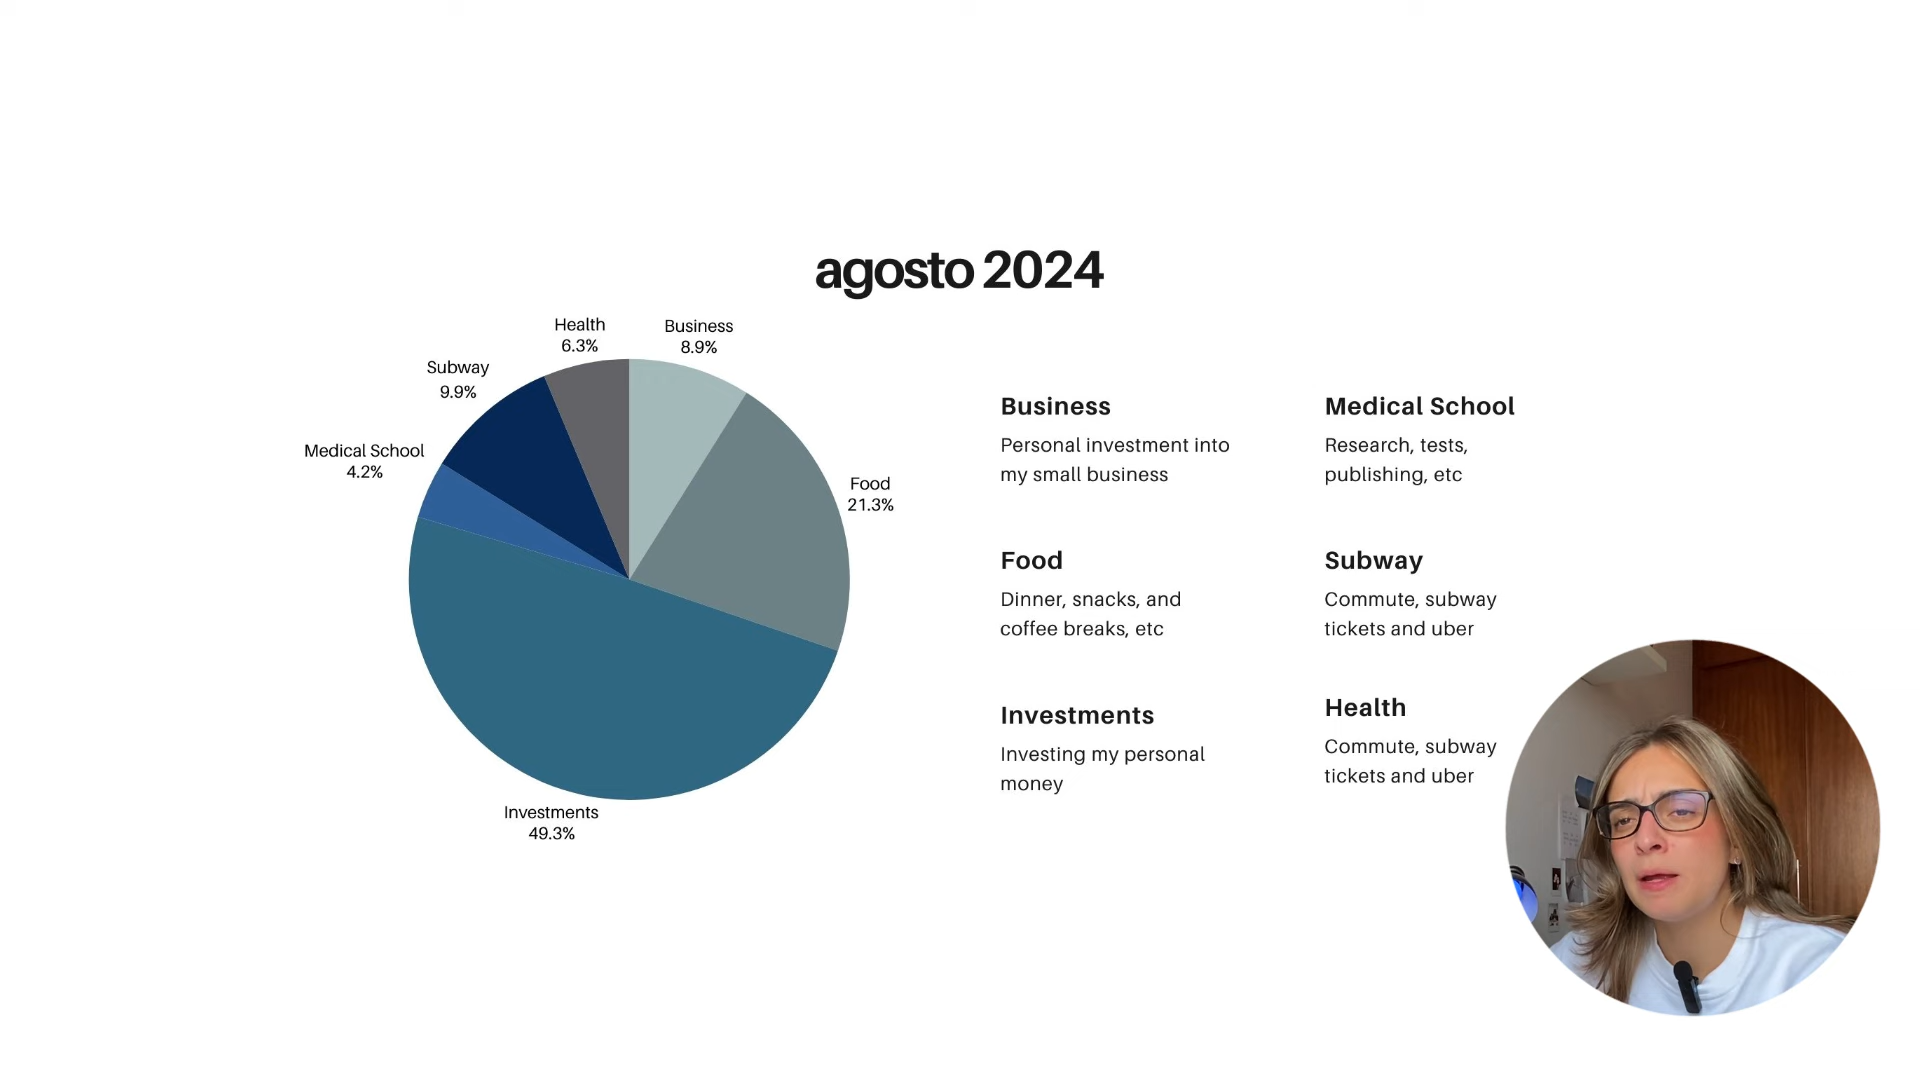 agosto 2024
Health
6.3%
Business
8.9%
Subway
9.9%
Medical School
4.2%
Food
21.3%
Investments
49.3%
Business
Personal investment into
my small business
Medical School
Research, tests,
publishing, etc
Food
Dinner, snacks, and
coffee breaks, etc
Subway
Commute, subway
tickets and uber
Investments
Investing my personal
money
Health
Commute, subway
tickets and uber